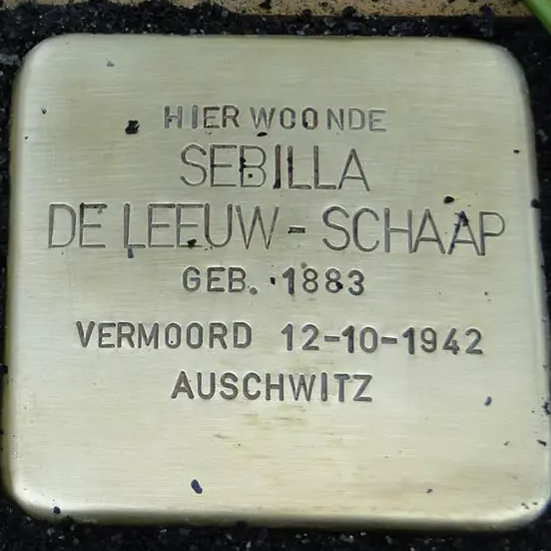 HIER WOONDE
SEBILLA
DE LEEUW - SCHAAP
GEB. 1883
VERMOORD 12-10-1942
AUSCHWITZ